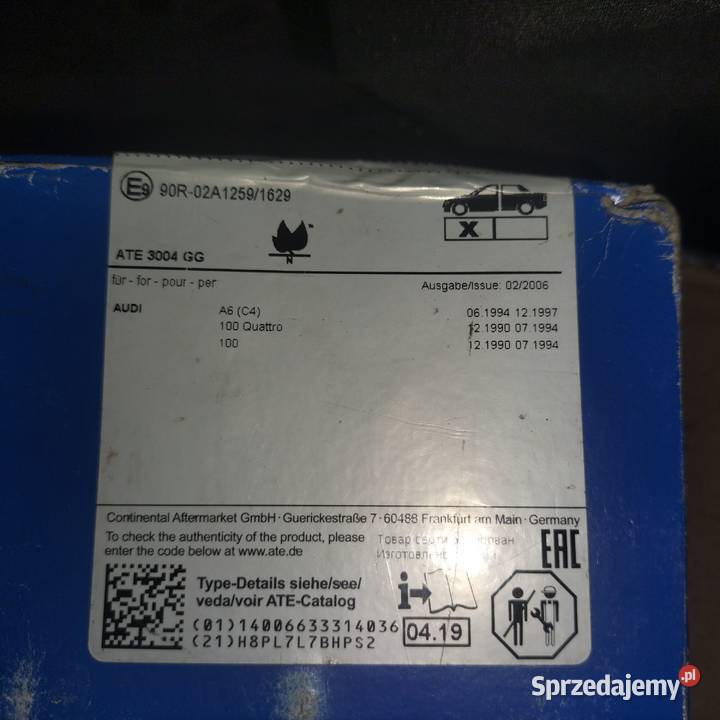 E9 90R-02A1259/1629
X
N
ATE 3004 GG
für - for - pour - per
Ausgabe/Issue: 02/2006
AUDI A6 (C4) 06.1994 12.1997
100 Quattro 12.1990 07.1994
100 12.1990 07.1994
Continental Aftermarket GmbH · Guerickestraße 7 · 60488 Frankfurt am Main · Germany
To check the authenticity of the product, please
enter the code below at www.ate.de
Товар
EAC
Type-Details siehe/see/
veda/voir ATE-Catalog
(01)14006633314036
(21)H8PL7L7BHPS2
i
04.19
Sprzedajemy.pl